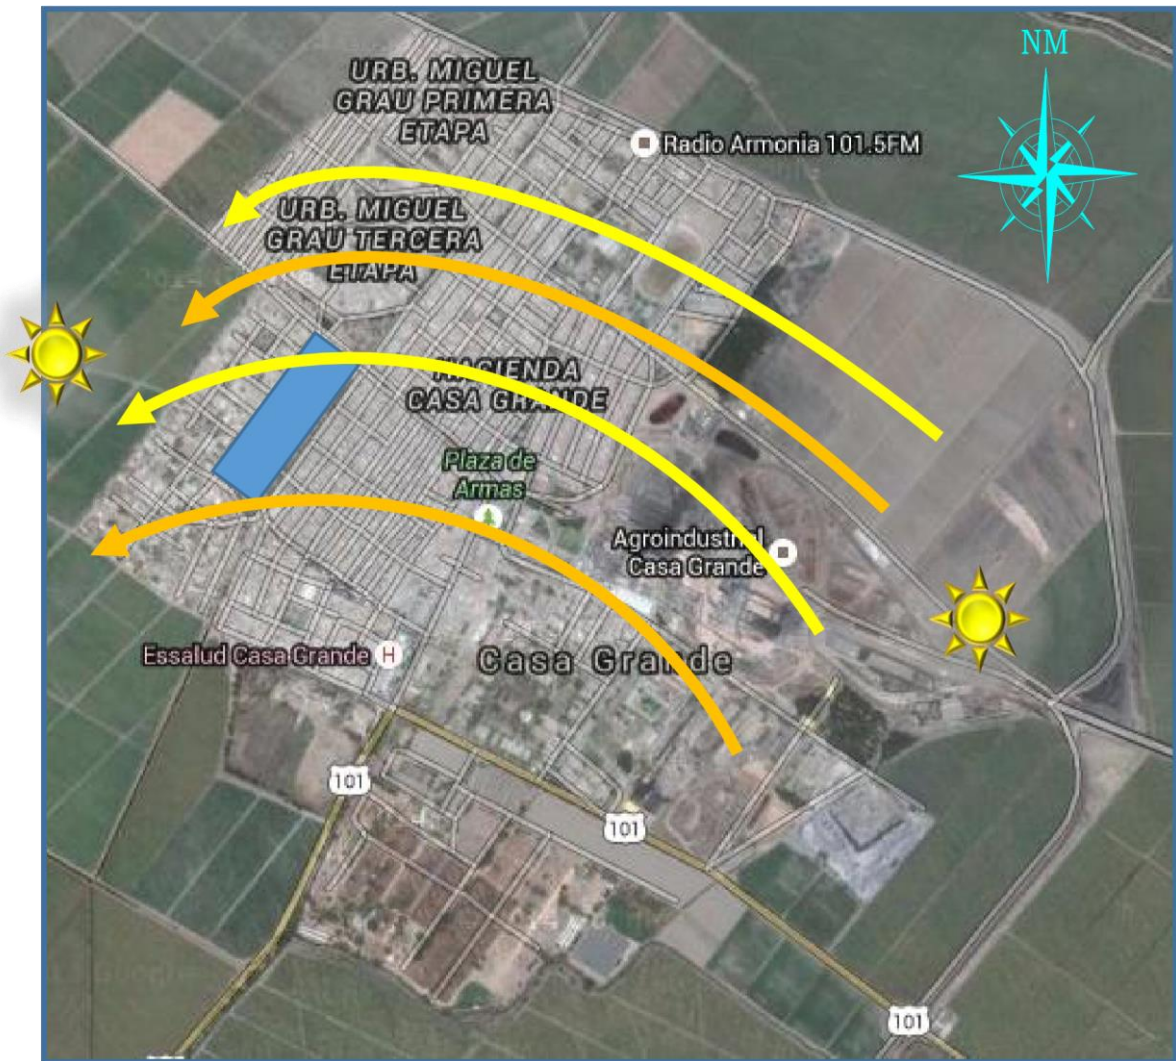 NM
URB. MIGUEL
GRAU PRIMERA
ETAPA
Radio Armonia 101.5FM
URB. MIGUEL
GRAU TERCERA
ETAPA
HACIENDA
CASA GRANDE
Plaza de
Armas
Agroindustrial
Casa Grande
Essalud Casa Grande H
Casa Grande
101
101
101